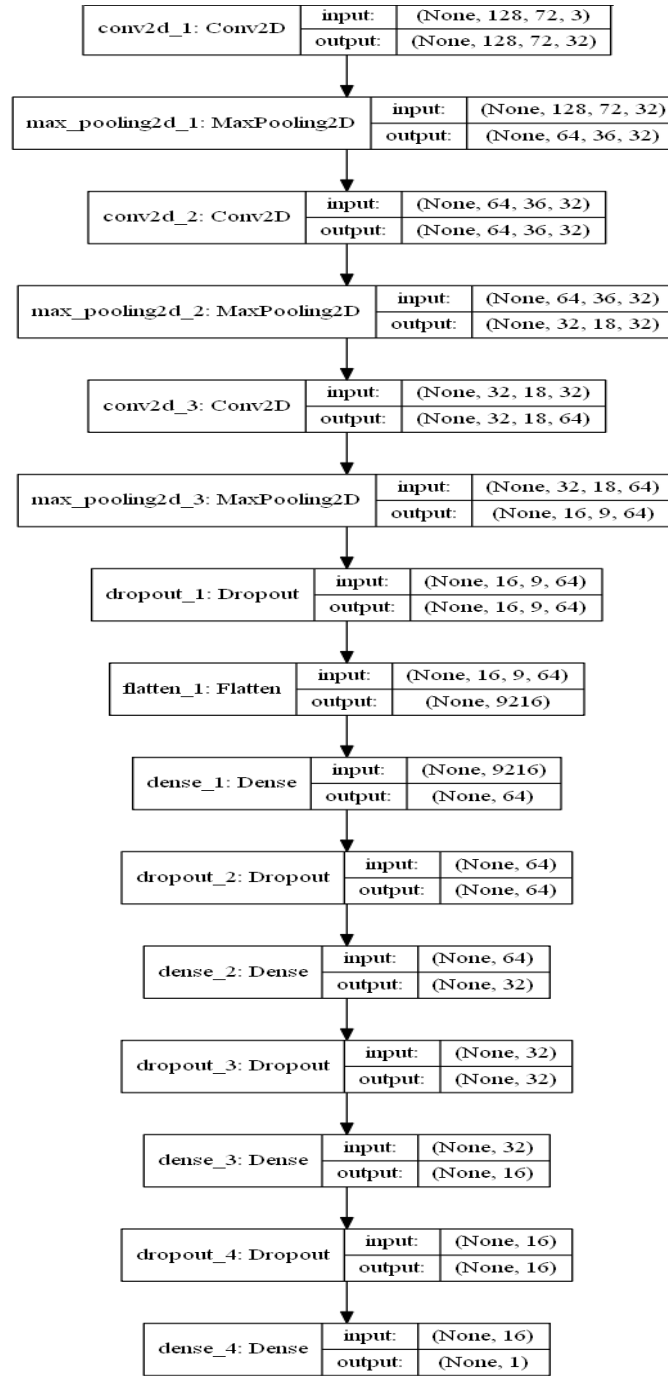 conv2d_1: Conv2D
input: (None, 128, 72, 3)
output: (None, 128, 72, 32)
max_pooling2d_1: MaxPooling2D
input: (None, 128, 72, 32)
output: (None, 64, 36, 32)
conv2d_2: Conv2D
input: (None, 64, 36, 32)
output: (None, 64, 36, 32)
max_pooling2d_2: MaxPooling2D
input: (None, 64, 36, 32)
output: (None, 32, 18, 32)
conv2d_3: Conv2D
input: (None, 32, 18, 32)
output: (None, 32, 18, 64)
max_pooling2d_3: MaxPooling2D
input: (None, 32, 18, 64)
output: (None, 16, 9, 64)
dropout_1: Dropout
input: (None, 16, 9, 64)
output: (None, 16, 9, 64)
flatten_1: Flatten
input: (None, 16, 9, 64)
output: (None, 9216)
dense_1: Dense
input: (None, 9216)
output: (None, 64)
dropout_2: Dropout
input: (None, 64)
output: (None, 64)
dense_2: Dense
input: (None, 64)
output: (None, 32)
dropout_3: Dropout
input: (None, 32)
output: (None, 32)
dense_3: Dense
input: (None, 32)
output: (None, 16)
dropout_4: Dropout
input: (None, 16)
output: (None, 16)
dense_4: Dense
input: (None, 16)
output: (None, 1)